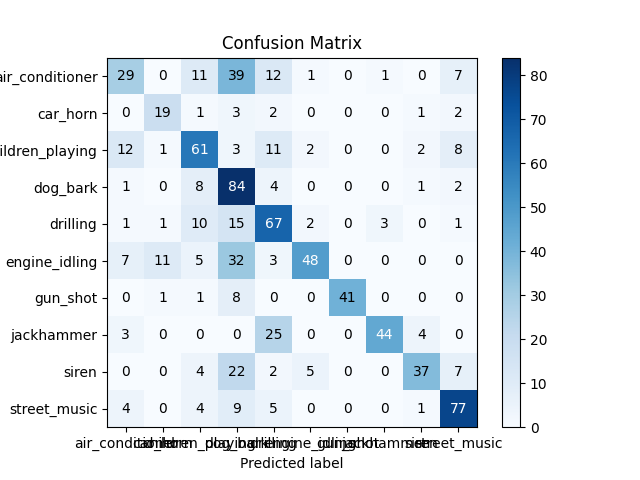 Confusion Matrix
air_conditioner 29 0 11 39 12 1 0 1 0 7
car_horn 0 19 1 3 2 0 0 0 1 2
ildren_playing 12 1 61 3 11 2 0 0 2 8
dog_bark 1 0 8 84 4 0 0 0 1 2
drilling 1 1 10 15 67 2 0 3 0 1
engine_idling 7 11 5 32 3 48 0 0 0 0
gun_shot 0 1 1 8 0 0 41 0 0 0
jackhammer 3 0 0 0 25 0 0 44 4 0
siren 0 0 4 22 2 5 0 0 37 7
street_music 4 0 4 9 5 0 0 0 1 77
street_music
Predicted label
80
70
60
50
40
30
20
10
0